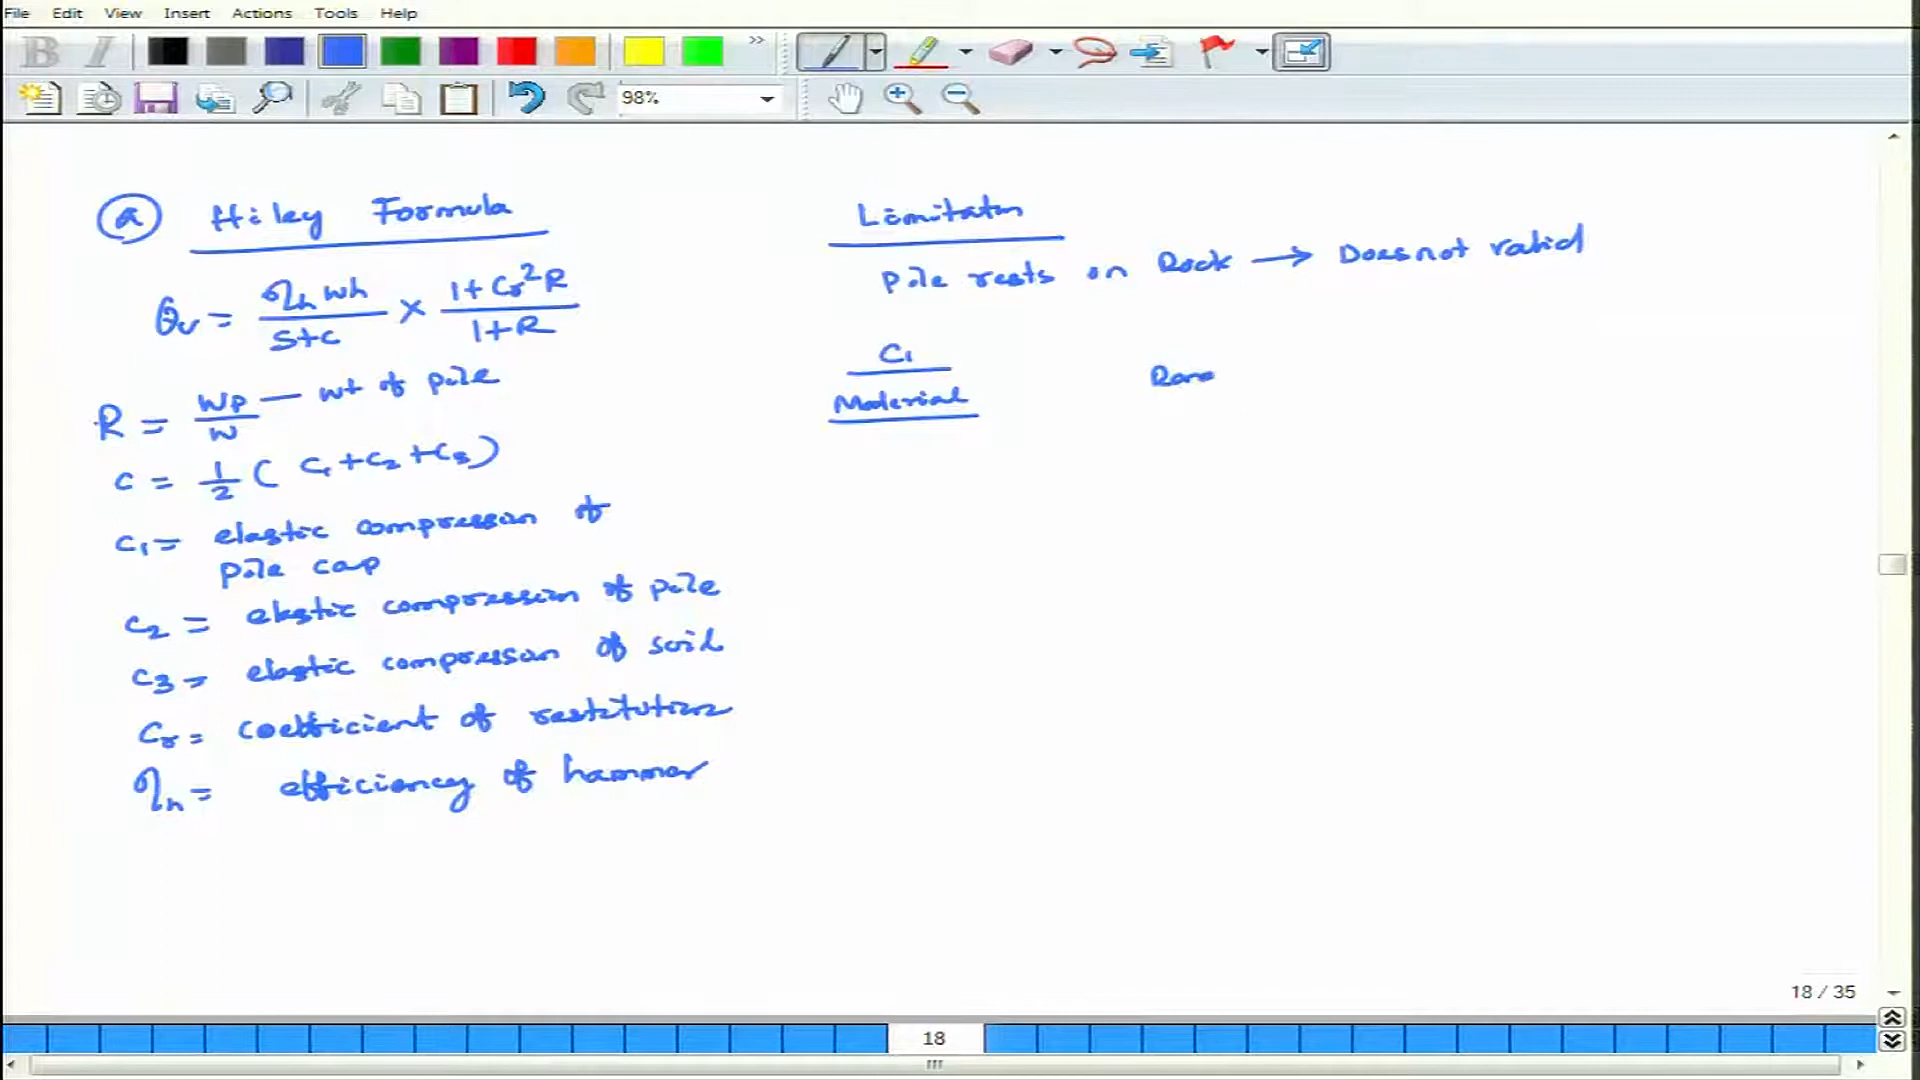 File Edit View Insert Actions Tools Help
B I
98%
(a) Hiley Formula
Qu = ηh Wh / S+C × 1+Cr²R / 1+R
R = Wp / W — wt of pile
C = 1/2 ( C1 + C2 + C3 )
C1 = elastic compression of
pile cap
C2 = elastic compression of pile
C3 = elastic compression of soil
Cr = coefficient of restitution
ηh = efficiency of hammer
Pile rests on Rock → Does not valid
C1
Material
18 / 35
18